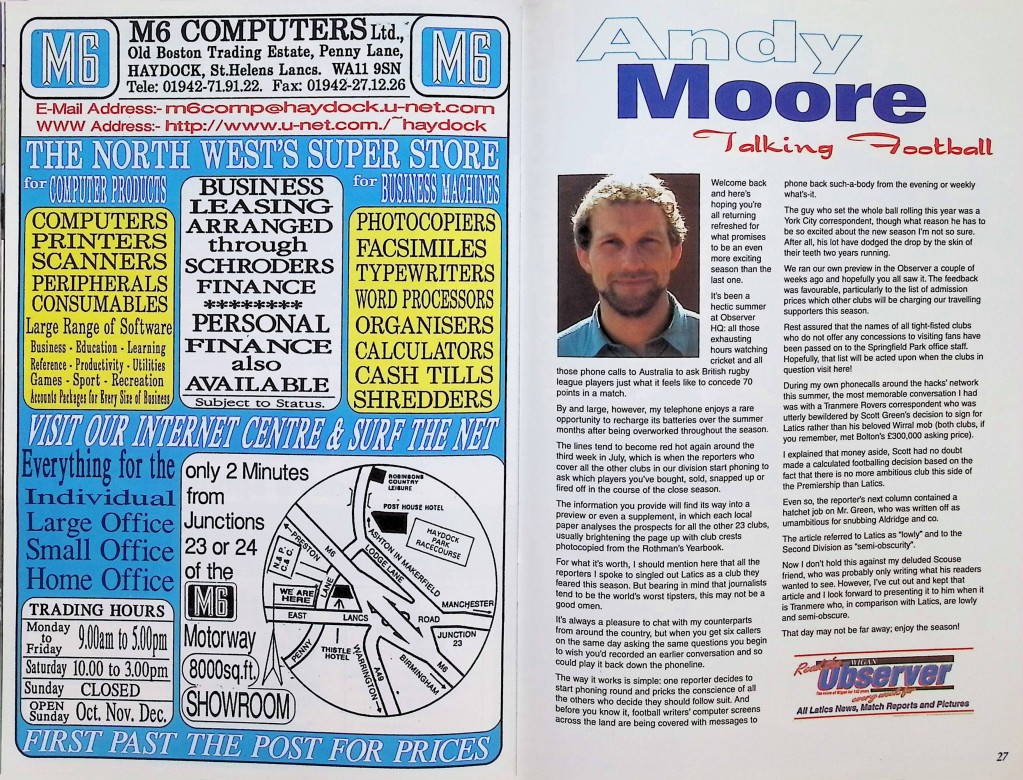 M6
M6 COMPUTERS Ltd.,
Old Boston Trading Estate, Penny Lane,
HAYDOCK, St.Helens Lancs. WA11 9SN
Tele: 01942-71.91.22. Fax: 01942-27.12.26
M6
E-Mail Address:- m6comp@haydock.u-net.com
WWW Address:- http://www.u-net.com./~haydock
THE NORTH WEST'S SUPER STORE
for COMPUTER PRODUCTS
COMPUTERS
PRINTERS
SCANNERS
PERIPHERALS
CONSUMABLES
Large Range of Software
Business - Education - Learning
Reference - Productivity - Utilities
Games - Sport - Recreation
Accounts Packages for Every Size of Business
BUSINESS
LEASING
ARRANGED
through
SCHRODERS
FINANCE
********
PERSONAL
FINANCE
also
AVAILABLE
Subject to Status.
for BUSINESS MACHINES
PHOTOCOPIERS
FACSIMILES
TYPEWRITERS
WORD PROCESSORS
ORGANISERS
CALCULATORS
CASH TILLS
SHREDDERS
VISIT OUR INTERNET CENTRE & SURF THE NET
Everything for the
Individual
Large Office
Small Office
Home Office
TRADING HOURS
Monday
to
Friday
9.00am to 5.00pm
Saturday 10.00 to 3.00pm
Sunday CLOSED
OPEN
Sunday
Oct. Nov. Dec.
only 2 Minutes
from
Junctions
23 or 24
of the
M6
Motorway
8000sq.ft.
SHOWROOM
ROBINSONS
COUNTRY
LEISURE
POST HOUSE HOTEL
HAYDOCK
PARK
RACECOURSE
PRESTON
M6
ASHTON IN MAKERFIELD
LODGE LANE
LANE
WE ARE
HERE
EAST
LANCS
ROAD
MANCHESTER
JUNCTION
23
PENNY
THISTLE
HOTEL
WARRINGTON
A49
BIRMINGHAM
M6
FIRST PAST THE POST FOR PRICES
Andy
Moore
Talking Football
Welcome back
and here's
hoping you're
all returning
refreshed for
what promises
to be an even
more exciting
season than the
last one.
It's been a
hectic summer
at Observer
HQ: all those
exhausting
hours watching
cricket and all
those phone calls to Australia to ask British rugby
league players just what it feels like to concede 70
points in a match.
By and large, however, my telephone enjoys a rare
opportunity to recharge its batteries over the summer
months after being overworked throughout the season.
The lines tend to become red hot again around the
third week in July, which is when the reporters who
cover all the other clubs in our division start phoning to
ask which players you've bought, sold, snapped up or
fired off in the course of the close season.
The information you provide will find its way into a
preview or even a supplement, in which each local
paper analyses the prospects for all the other 23 clubs,
usually brightening the page up with club crests
photocopied from the Rothman's Yearbook.
For what it's worth, I should mention here that all the
reporters I spoke to singled out Latics as a club they
feared this season. But bearing in mind that journalists
tend to be the world's worst tipsters, this may not be a
good omen.
It's always a pleasure to chat with my counterparts
from around the country, but when you get six callers
on the same day asking the same questions you begin
to wish you'd recorded an earlier conversation and so
could play it back down the phoneline.
The way it works is simple: one reporter decides to
start phoning round and pricks the conscience of all
the others who decide they should follow suit. And
before you know it, football writers' computer screens
across the land are being covered with messages to
phone back such-a-body from the evening or weekly
what's-it.
The guy who set the whole ball rolling this year was a
York City correspondent, though what reason he has to
be so excited about the new season I'm not so sure.
After all, his lot have dodged the drop by the skin of
their teeth two years running.
We ran our own preview in the Observer a couple of
weeks ago and hopefully you all saw it. The feedback
was favourable, particularly to the list of admission
prices which other clubs will be charging our travelling
supporters this season.
Rest assured that the names of all tight-fisted clubs
who do not offer any concessions to visiting fans have
been passed on to the Springfield Park office staff.
Hopefully, that list will be acted upon when the clubs in
question visit here!
During my own phonecalls around the hacks' network
this summer, the most memorable conversation I had
was with a Tranmere Rovers correspondent who was
utterly bewildered by Scott Green's decision to sign for
Latics rather than his beloved Wirral mob (both clubs, if
you remember, met Bolton's £300,000 asking price).
I explained that money aside, Scott had no doubt
made a calculated footballing decision based on the
fact that there is no more ambitious club this side of
the Premiership than Latics.
Even so, the reporter's next column contained a
hatchet job on Mr. Green, who was written off as
umambitious for snubbing Aldridge and co.
The article referred to Latics as "lowly" and to the
Second Division as "semi-obscurity".
Now I don't hold this against my deluded Scouse
friend, who was probably only writing what his readers
wanted to see. However, I've cut out and kept that
article and I look forward to presenting it to him when it
is Tranmere who, in comparison with Latics, are lowly
and semi-obscure.
That day may not be far away; enjoy the season!
Read the WIGAN
Observer
every week for
All Latics News, Match Reports and Pictures
27